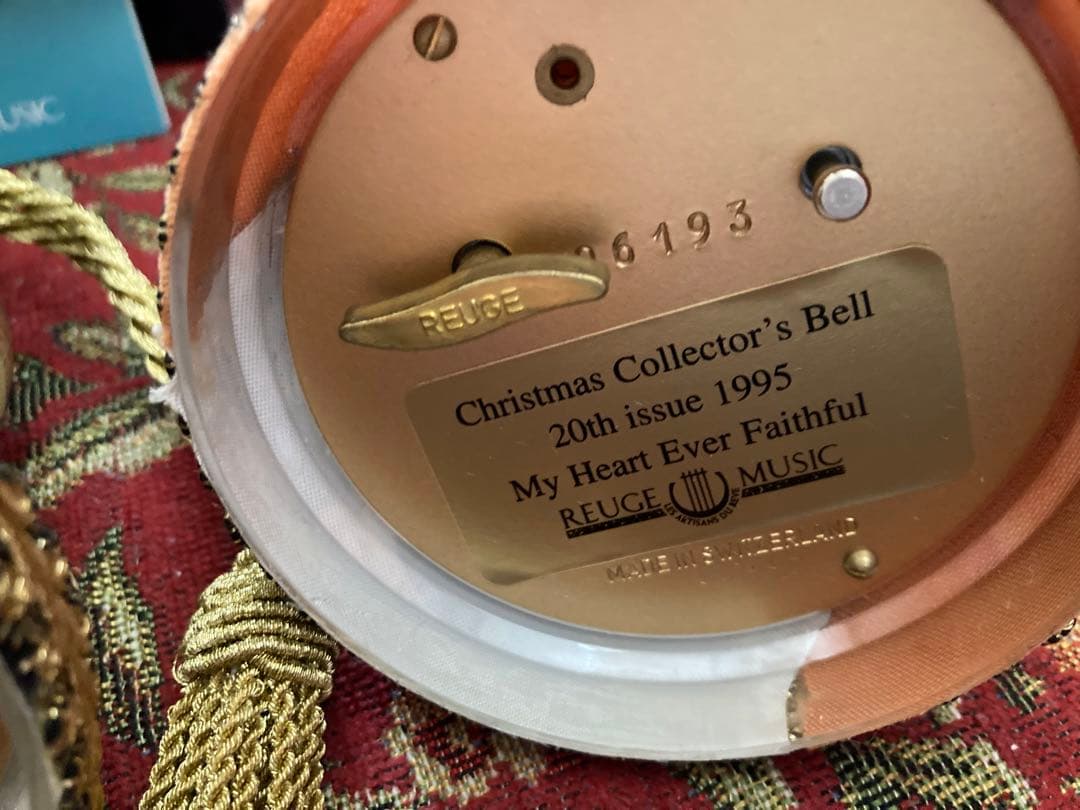 USIC
6193
REUGE
Christmas Collector's Bell
20th issue 1995
My Heart Ever Faithful
REUGE MUSIC
LES ARTISANS DU RÊVE
MADE IN SWITZERLAND